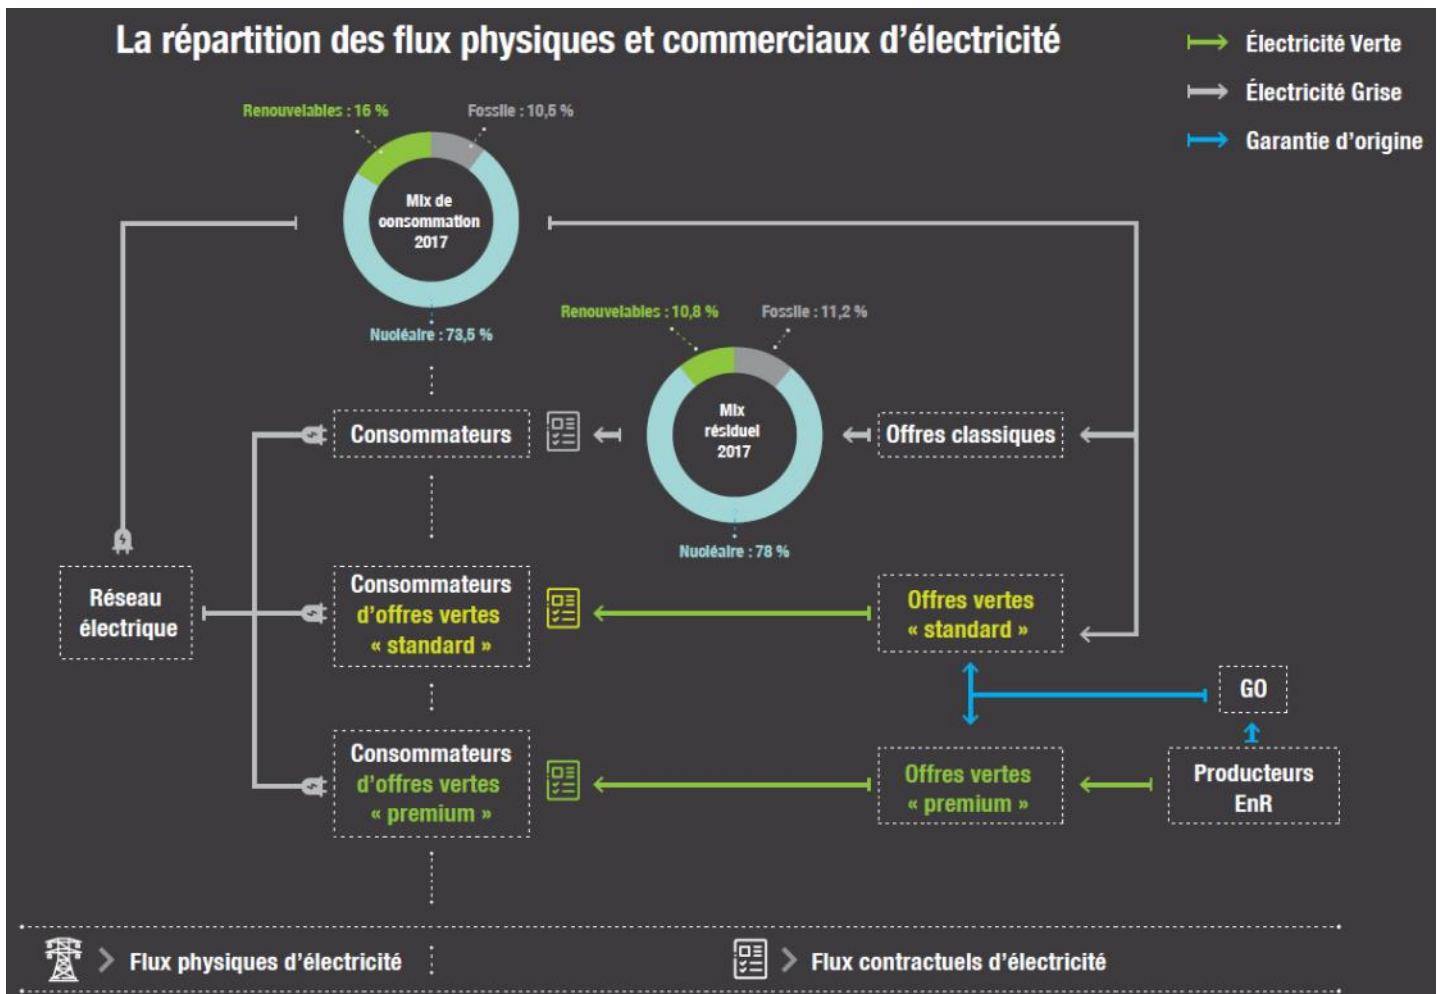 La répartition des flux physiques et commerciaux d'électricité
Électricité Verte
Électricité Grise
Garantie d'origine
Renouvelables : 16 %
Fossile : 10,5 %
Mix de
consommation
2017
Nucléaire : 73,5 %
Renouvelables : 10,8 %
Fossile : 11,2 %
Mix
résiduel
2017
Nucléaire : 78 %
Consommateurs
Offres classiques
Réseau
électrique
Consommateurs
d'offres vertes
« standard »
Offres vertes
« standard »
GO
Consommateurs
d'offres vertes
« premium »
Offres vertes
« premium »
Producteurs
EnR
Flux physiques d'électricité
Flux contractuels d'électricité